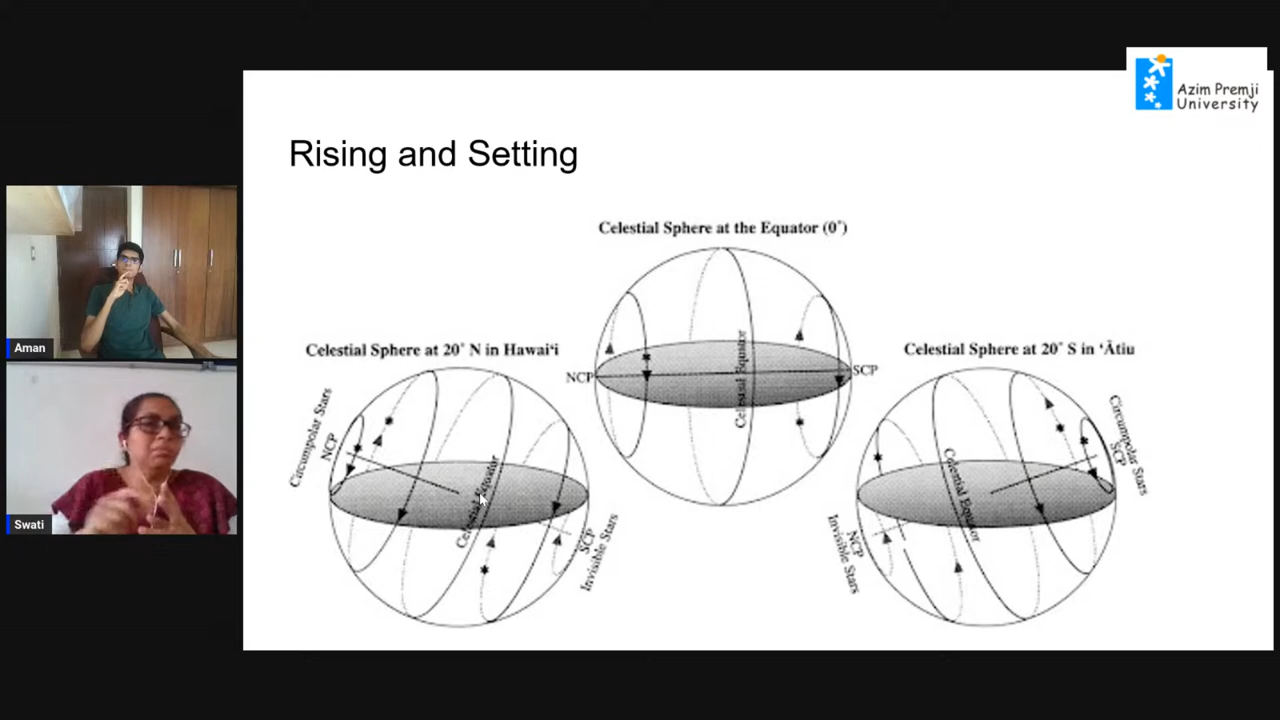 Azim Premji
University
Rising and Setting
Celestial Sphere at the Equator (0°)
Celestial Equator
NCP
SCP
Celestial Sphere at 20° N in Hawai‘i
Circumpolar Stars
NCP
Celestial Equator
SCP
Invisible Stars
Celestial Sphere at 20° S in ‘Ātiu
Circumpolar Stars
SCP
Celestial Equator
NCP
Invisible Stars
Aman
Swati